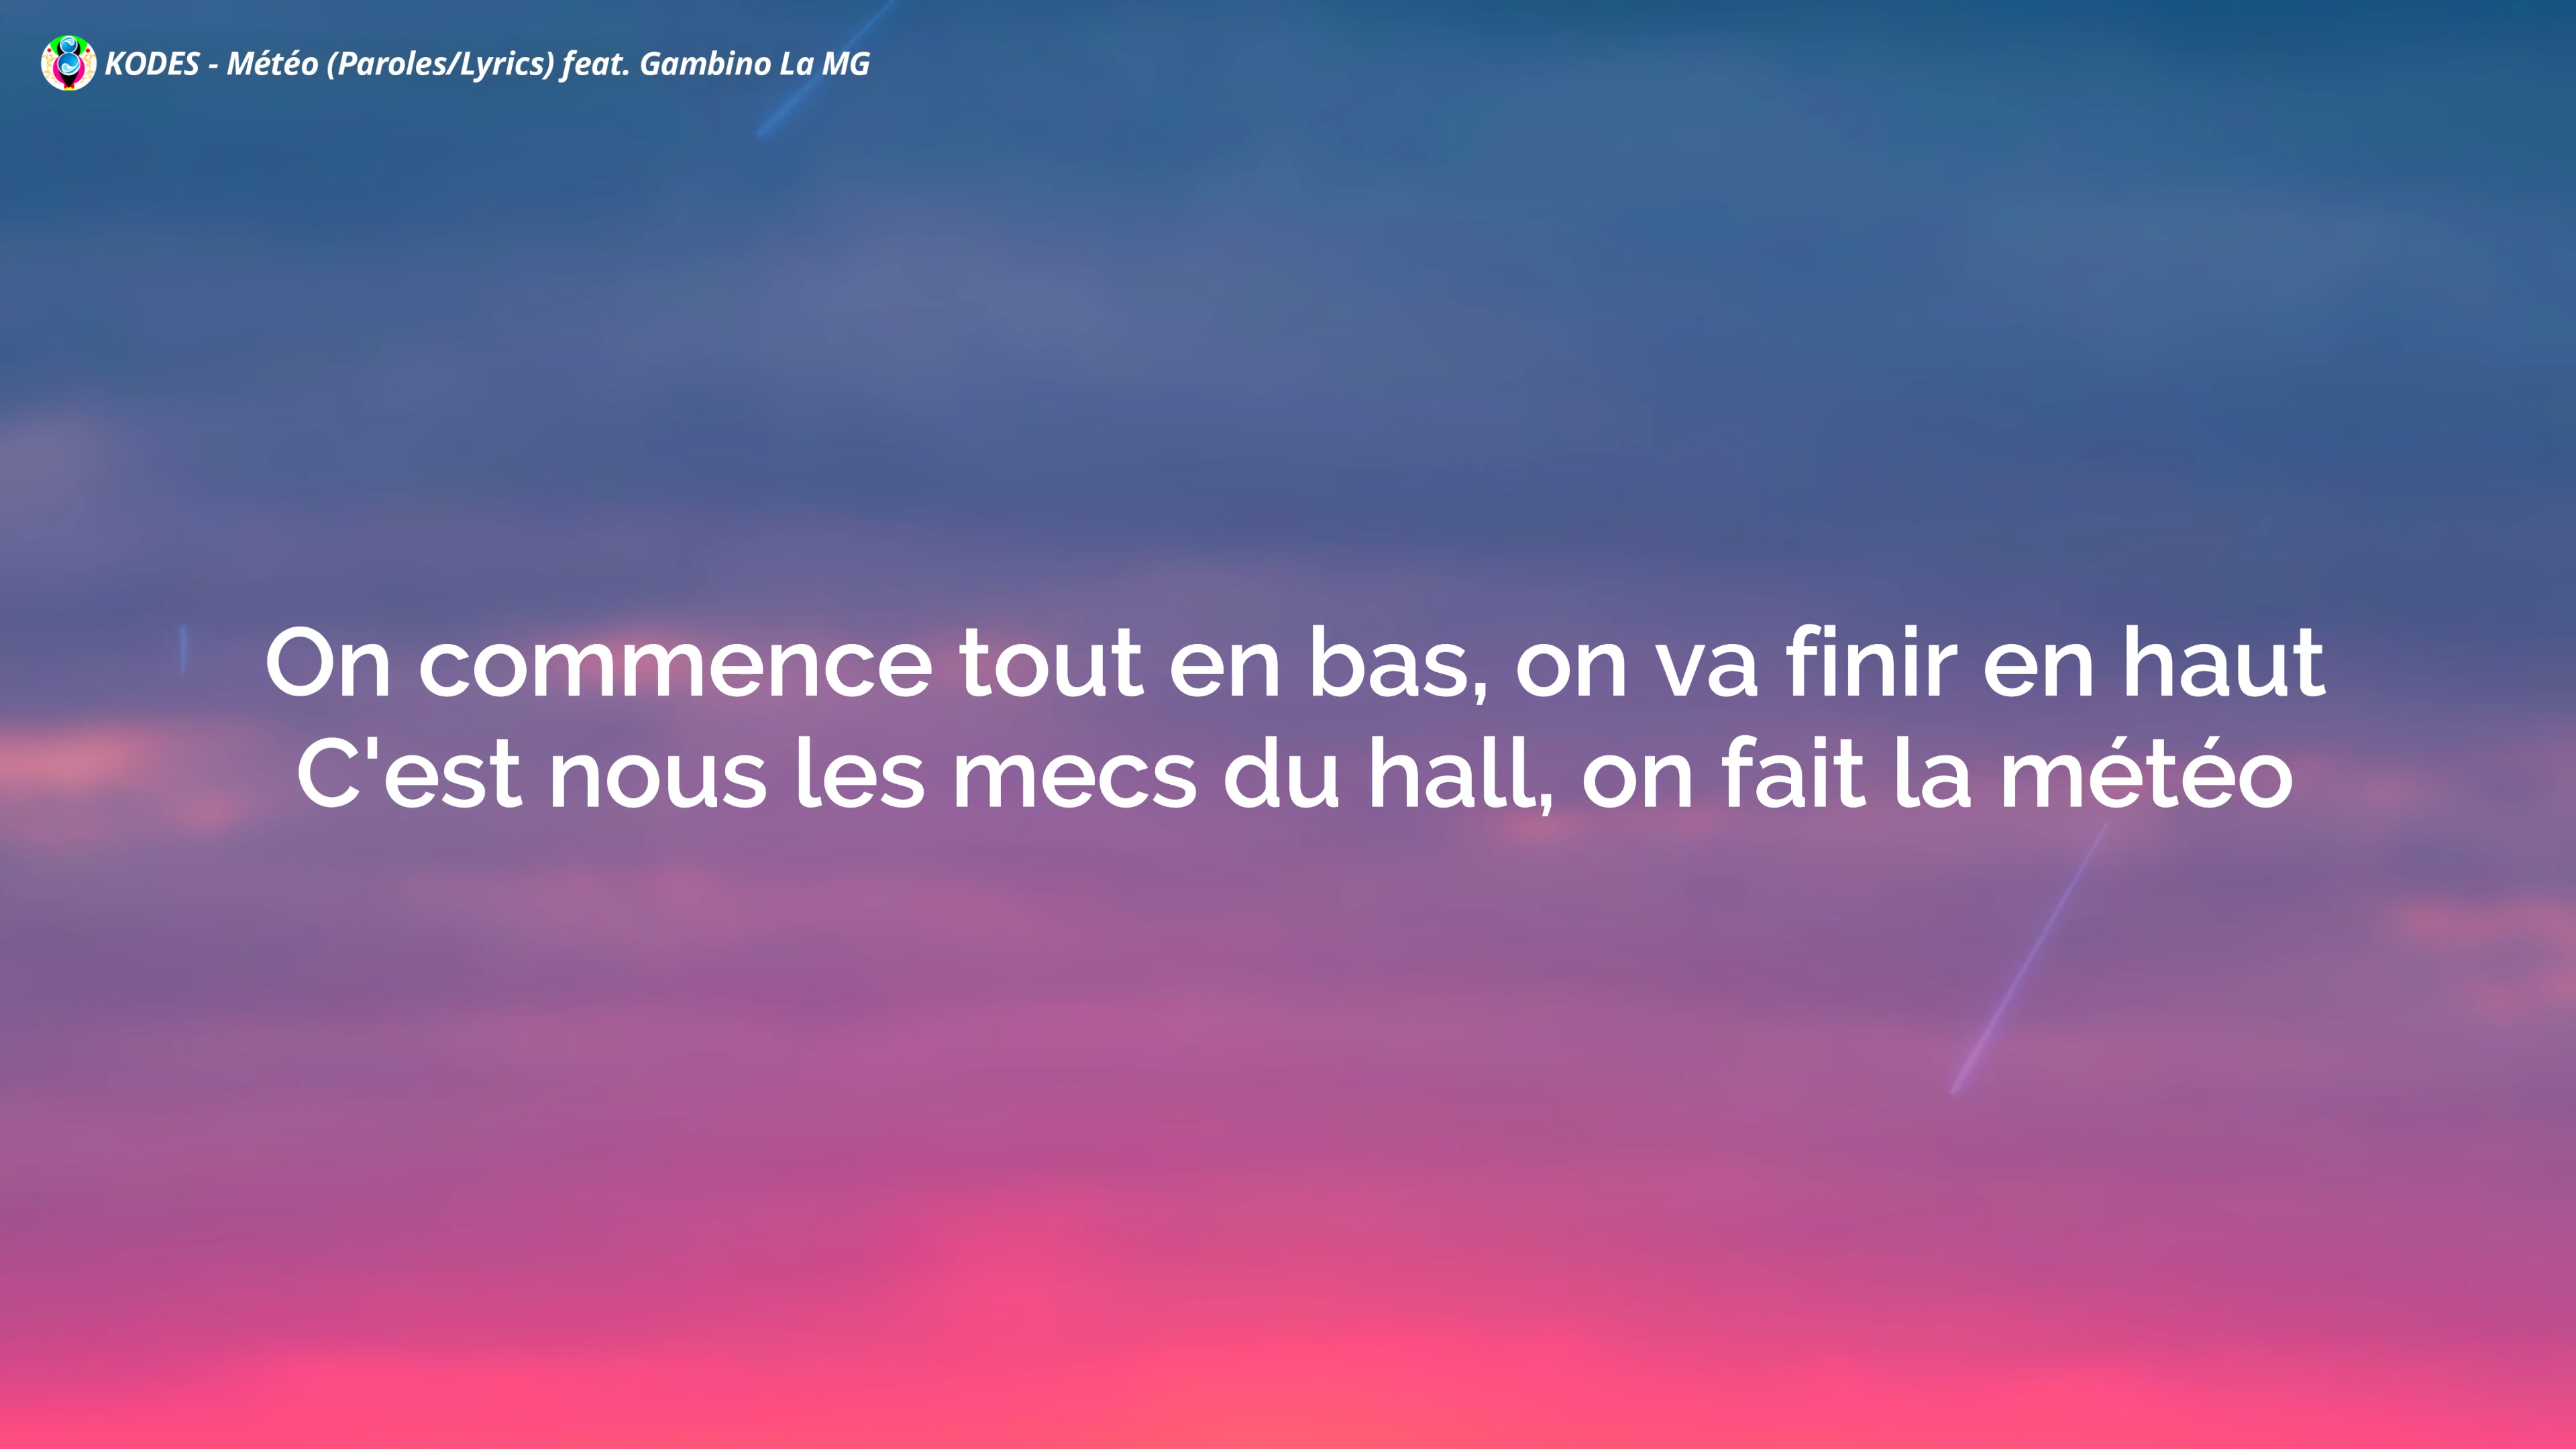 KODES - Météo (Paroles/Lyrics) feat. Gambino La MG
On commence tout en bas, on va finir en haut
C'est nous les mecs du hall, on fait la météo